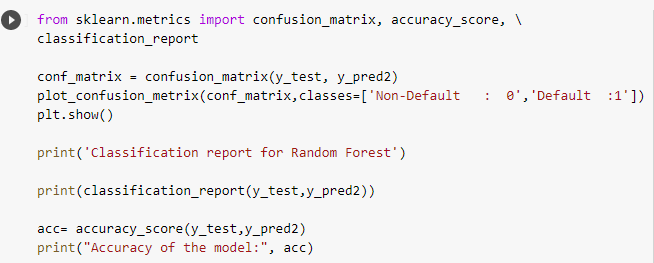 from sklearn.metrics import confusion_matrix, accuracy_score, \
classification_report
conf_matrix = confusion_matrix(y_test, y_pred2)
plot_confusion_metrix(conf_matrix,classes=['Non-Default   :  0','Default  :1'])
plt.show()
print('Classification report for Random Forest')
print(classification_report(y_test,y_pred2))
acc= accuracy_score(y_test,y_pred2)
print("Accuracy of the model:", acc)